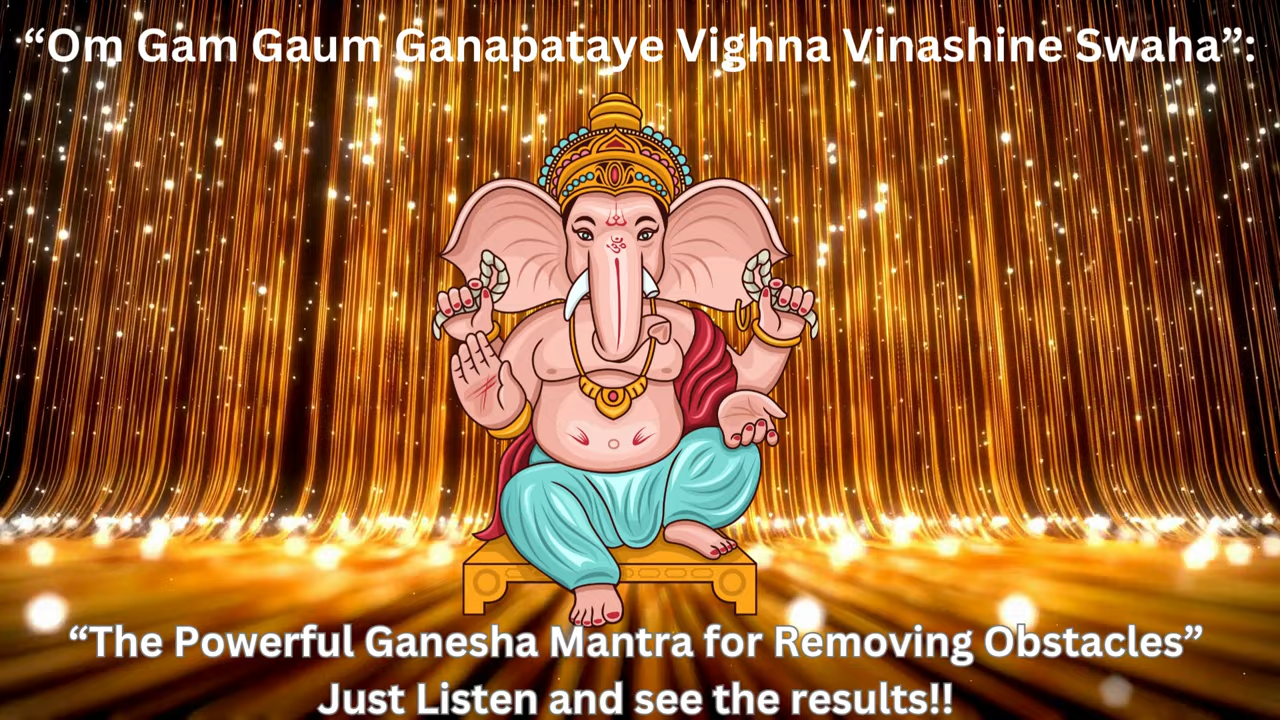 “Om Gam Gaum Ganapataye Vighna Vinashine Swaha”:
“The Powerful Ganesha Mantra for Removing Obstacles”
Just Listen and see the results!!